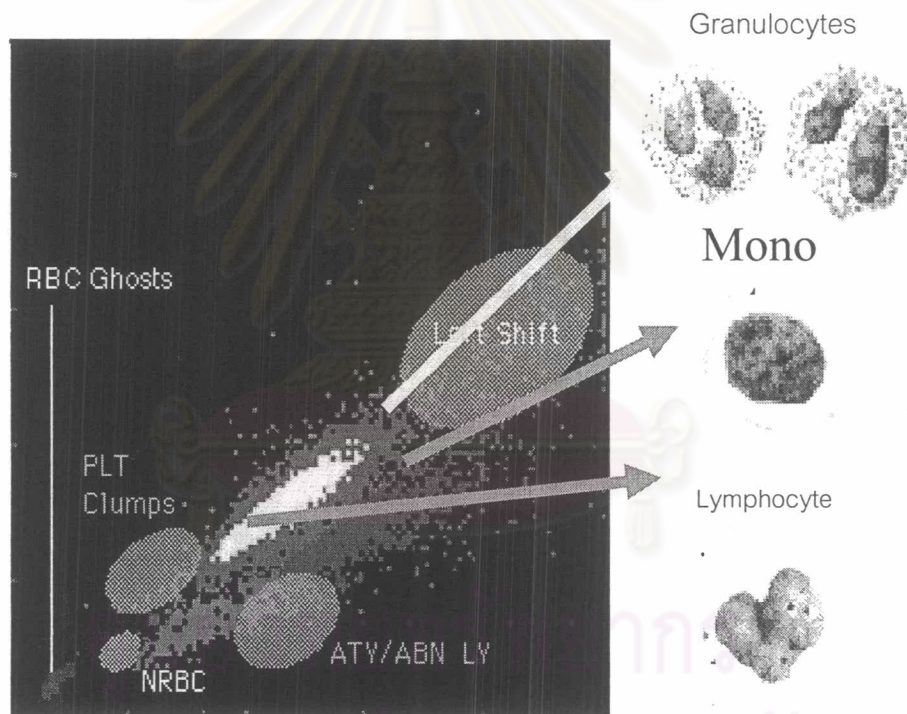 Granulocytes
Mono
RBC Ghosts
Left Shift
PLT
Clumps
Lymphocyte
ATY/ABN LY
NRBC